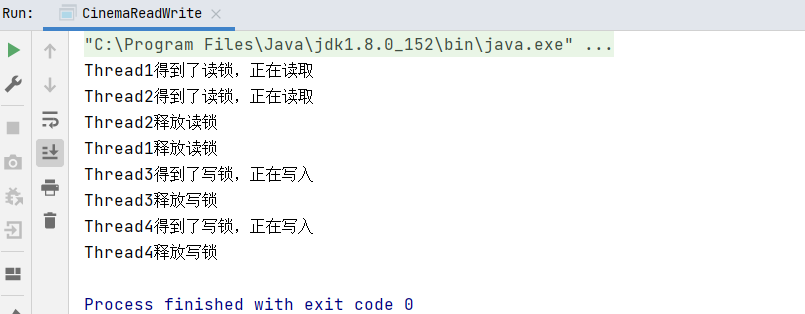 Run: CinemaReadWrite
"C:\Program Files\Java\jdk1.8.0_152\bin\java.exe" ...
Thread1得到了读锁，正在读取
Thread2得到了读锁，正在读取
Thread2释放读锁
Thread1释放读锁
Thread3得到了写锁，正在写入
Thread3释放写锁
Thread4得到了写锁，正在写入
Thread4释放写锁
Process finished with exit code 0